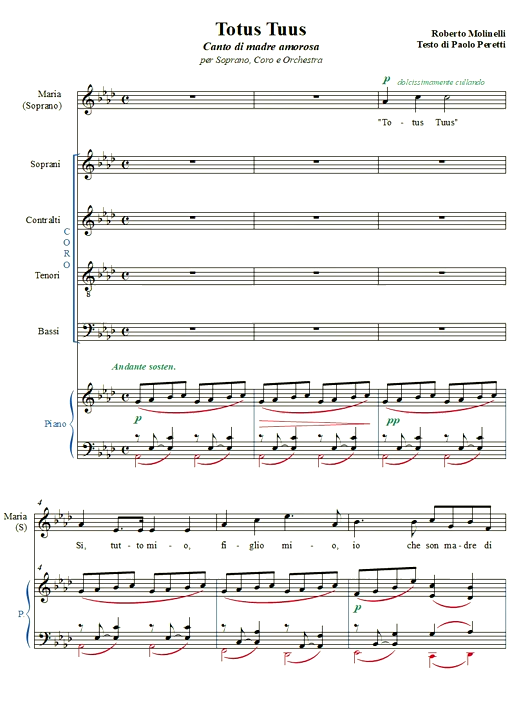 Totus Tuus
Canto di madre amorosa
per Soprano, Coro e Orchestra
Roberto Molinelli
Testo di Paolo Peretti
Maria
(Soprano)
p dolcissimamente cullando
"To - tus Tuus"
Soprani
Contralti
CORO
Tenori
8
Bassi
Andante sosten.
Piano
p
pp
4
Maria
(S)
Sì, tut- to mi - o, fi - glio mi - o, io che son ma- dre di
4
P.
p